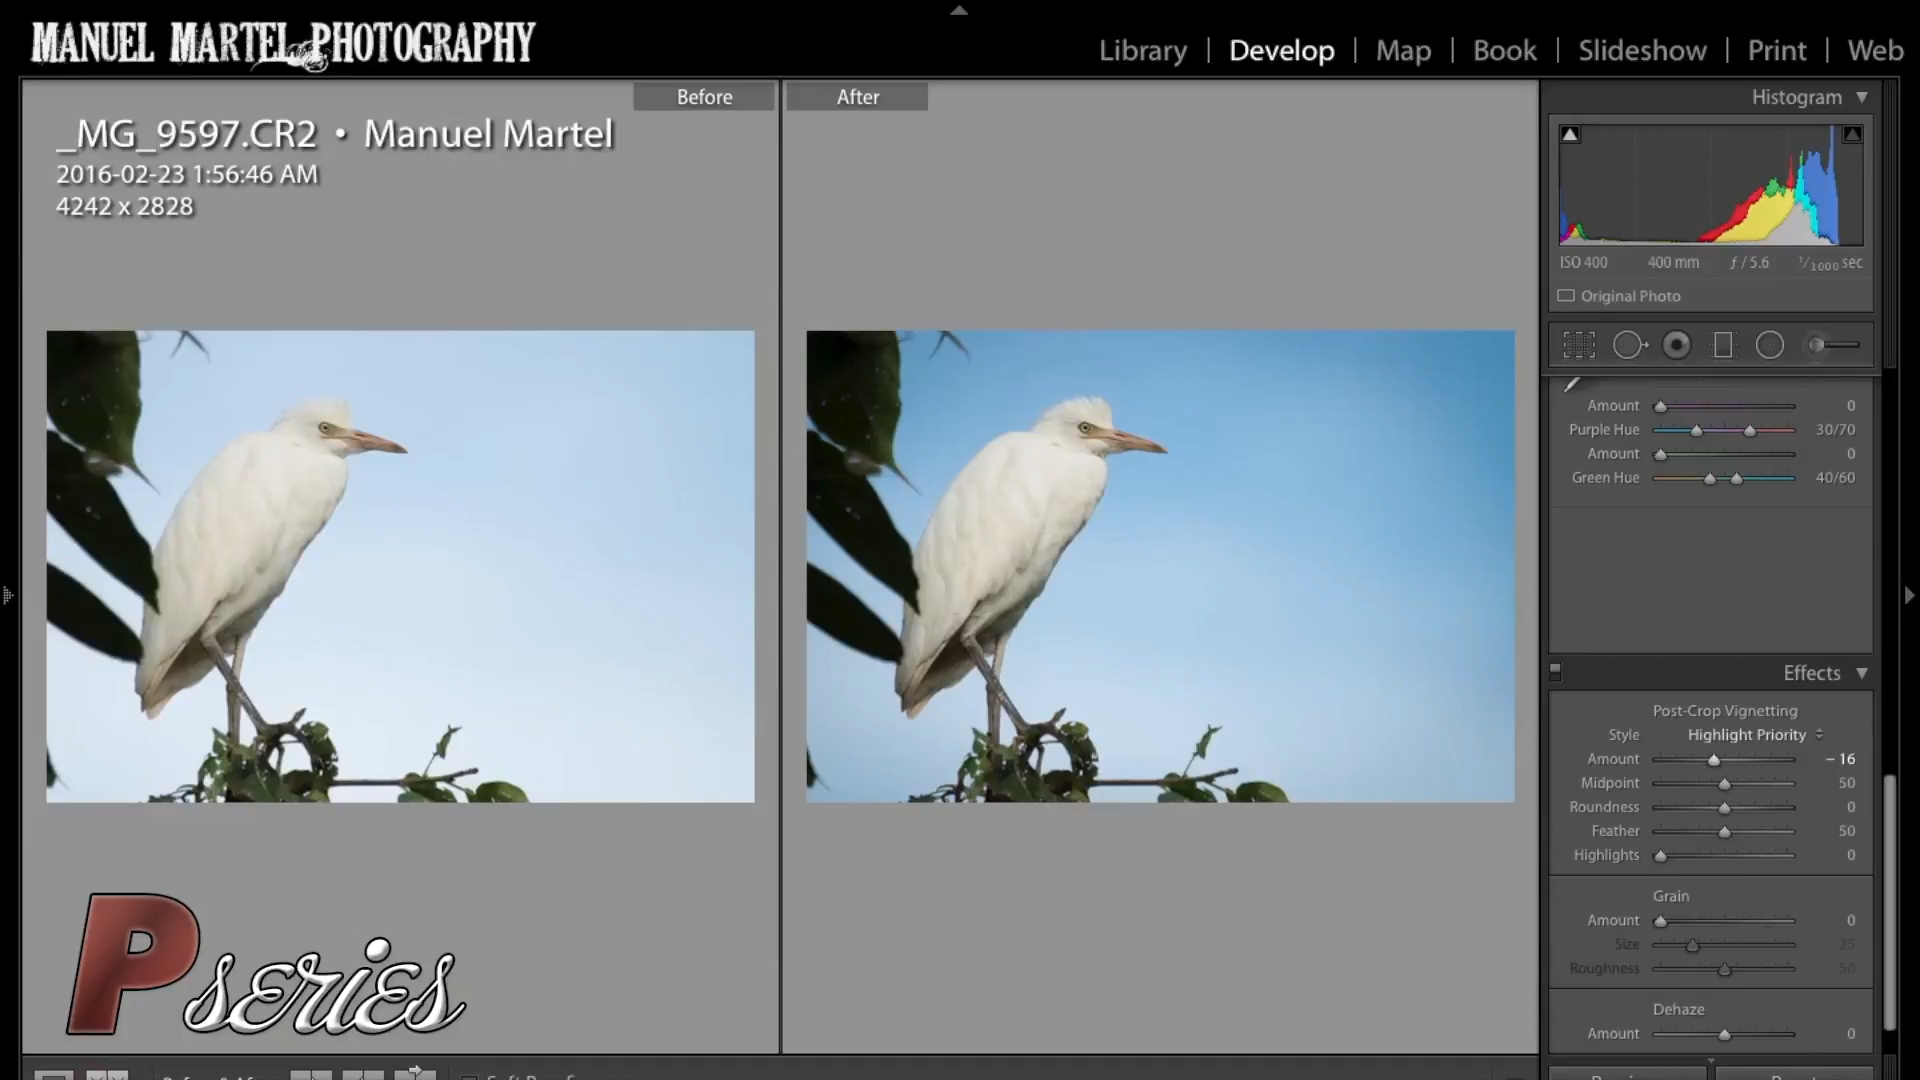 MANUEL MARTEL PHOTOGRAPHY
Library | Develop | Map | Book | Slideshow | Print | Web
Before
After
_MG_9597.CR2 • Manuel Martel
2016-02-23 1:56:46 AM
4242 x 2828
Histogram
ISO 400 400 mm ƒ / 5.6 1/1000 sec
Original Photo
Amount 0
Purple Hue 30/70
Amount 0
Green Hue 40/60
Effects
Post-Crop Vignetting
Style Highlight Priority
Amount – 16
Midpoint 50
Roundness 0
Feather 50
Highlights 0
Grain
Amount 0
Size 25
Roughness 50
Dehaze
Amount 0
P series